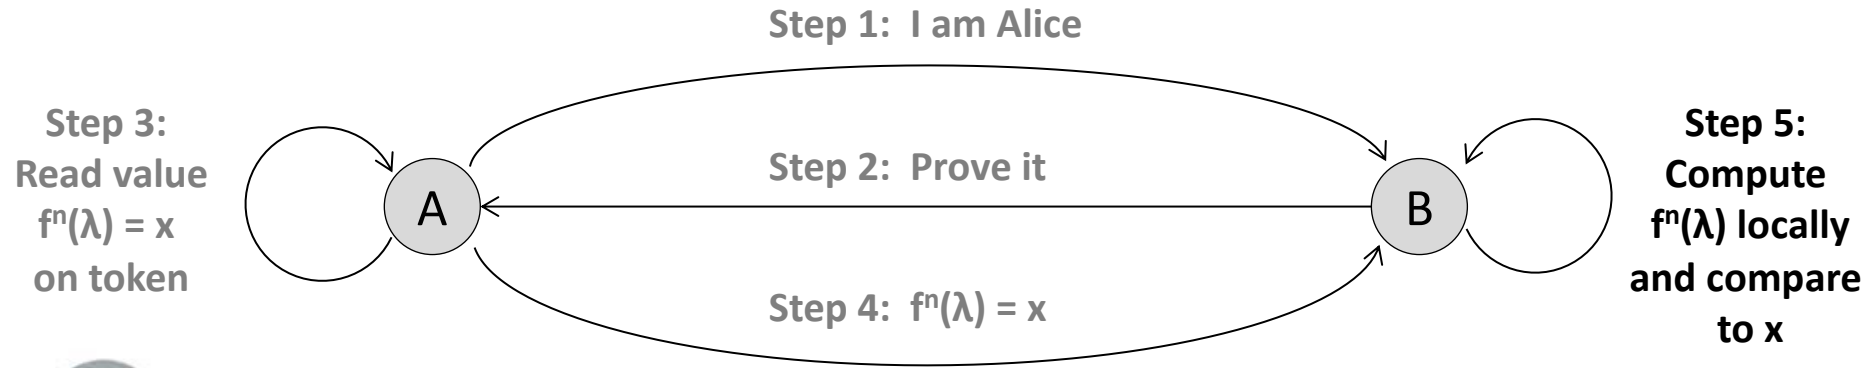 Step 1:  I am Alice
Step 3:
Read value
fⁿ(λ) = x
on token
A
Step 2:  Prove it
B
Step 5:
Compute
fⁿ(λ) locally
and compare
to x
Step 4:  fⁿ(λ) = x